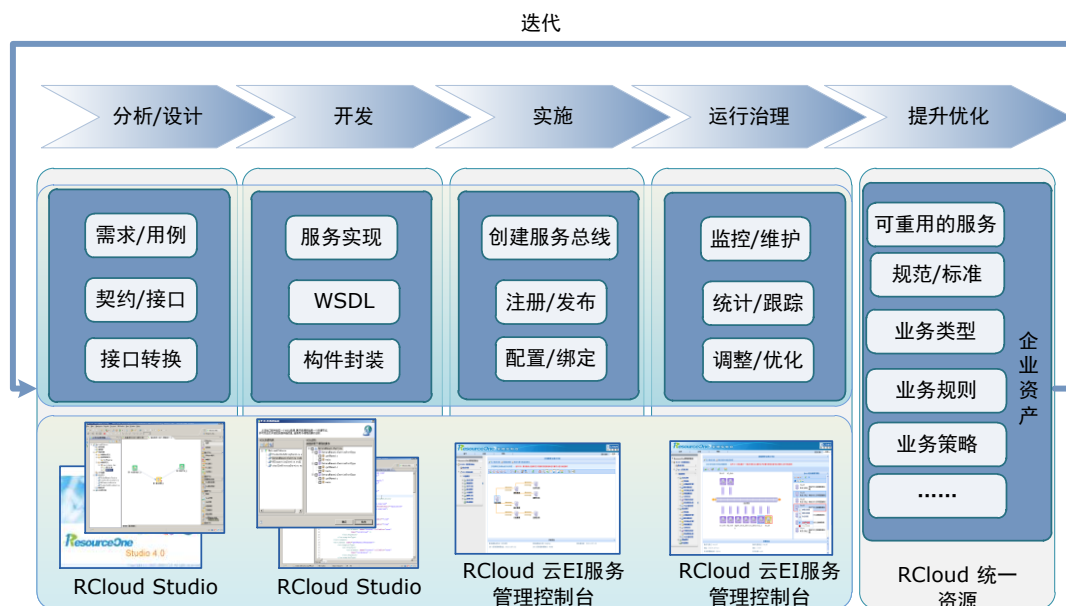 迭代
分析/设计
开发
实施
运行治理
提升优化
需求/用例
契约/接口
接口转换
服务实现
WSDL
构件封装
创建服务总线
注册/发布
配置/绑定
监控/维护
统计/跟踪
调整/优化
可重用的服务
规范/标准
业务类型
业务规则
业务策略
......
企业资产
ResourceOne
Studio 4.0
RCloud Studio
RCloud Studio
RCloud 云EI服务
管理控制台
RCloud 云EI服务
管理控制台
RCloud 统一
资源